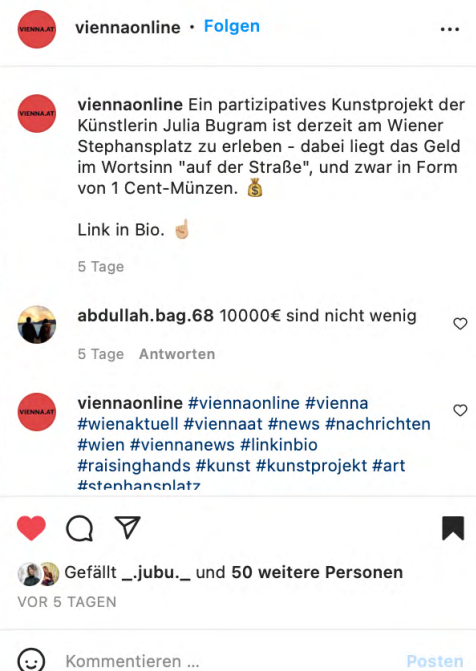 VIENNA.AT
viennaonline • Folgen
VIENNA.AT
viennaonline Ein partizipatives Kunstprojekt der
Künstlerin Julia Bugram ist derzeit am Wiener
Stephansplatz zu erleben - dabei liegt das Geld
im Wortsinn "auf der Straße", und zwar in Form
von 1 Cent-Münzen. 💰
Link in Bio. ☝🏼
5 Tage
abdullah.bag.68 10000€ sind nicht wenig
5 Tage Antworten
VIENNA.AT
viennaonline #viennaonline #vienna
#wienaktuell #viennaat #news #nachrichten
#wien #viennanews #linkinbio
#raisinghands #kunst #kunstprojekt #art
#stephansplatz
Gefällt _.jubu._ und 50 weitere Personen
VOR 5 TAGEN
Kommentieren ...
Posten